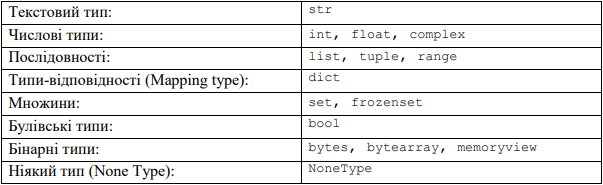 Текстовий тип: str
Числові типи: int, float, complex
Послідовності: list, tuple, range
Типи-відповідності (Mapping type): dict
Множини: set, frozenset
Булівські типи: bool
Бінарні типи: bytes, bytearray, memoryview
Ніякий тип (None Type): NoneType